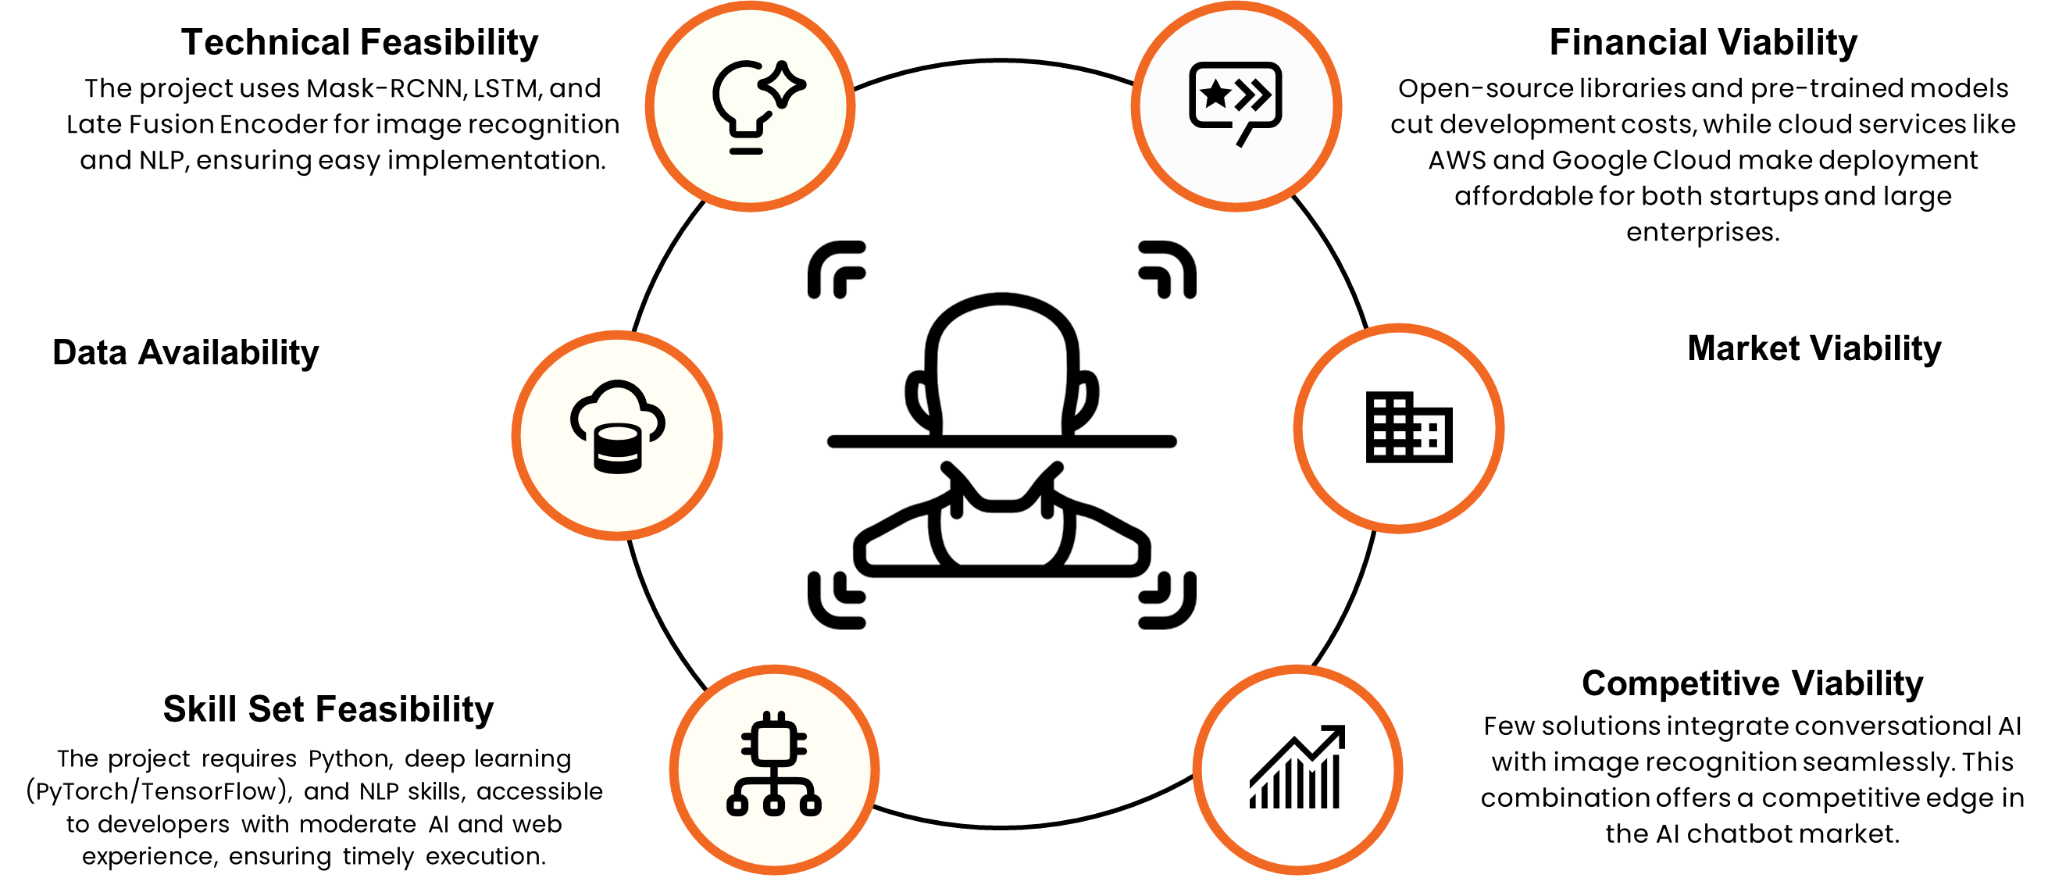 Technical Feasibility
The project uses Mask-RCNN, LSTM, and
Late Fusion Encoder for image recognition
and NLP, ensuring easy implementation.
Financial Viability
Open-source libraries and pre-trained models
cut development costs, while cloud services like
AWS and Google Cloud make deployment
affordable for both startups and large
enterprises.
Data Availability
Market Viability
Skill Set Feasibility
The project requires Python, deep learning
(PyTorch/TensorFlow), and NLP skills, accessible
to developers with moderate AI and web
experience, ensuring timely execution.
Competitive Viability
Few solutions integrate conversational AI
with image recognition seamlessly. This
combination offers a competitive edge in
the AI chatbot market.